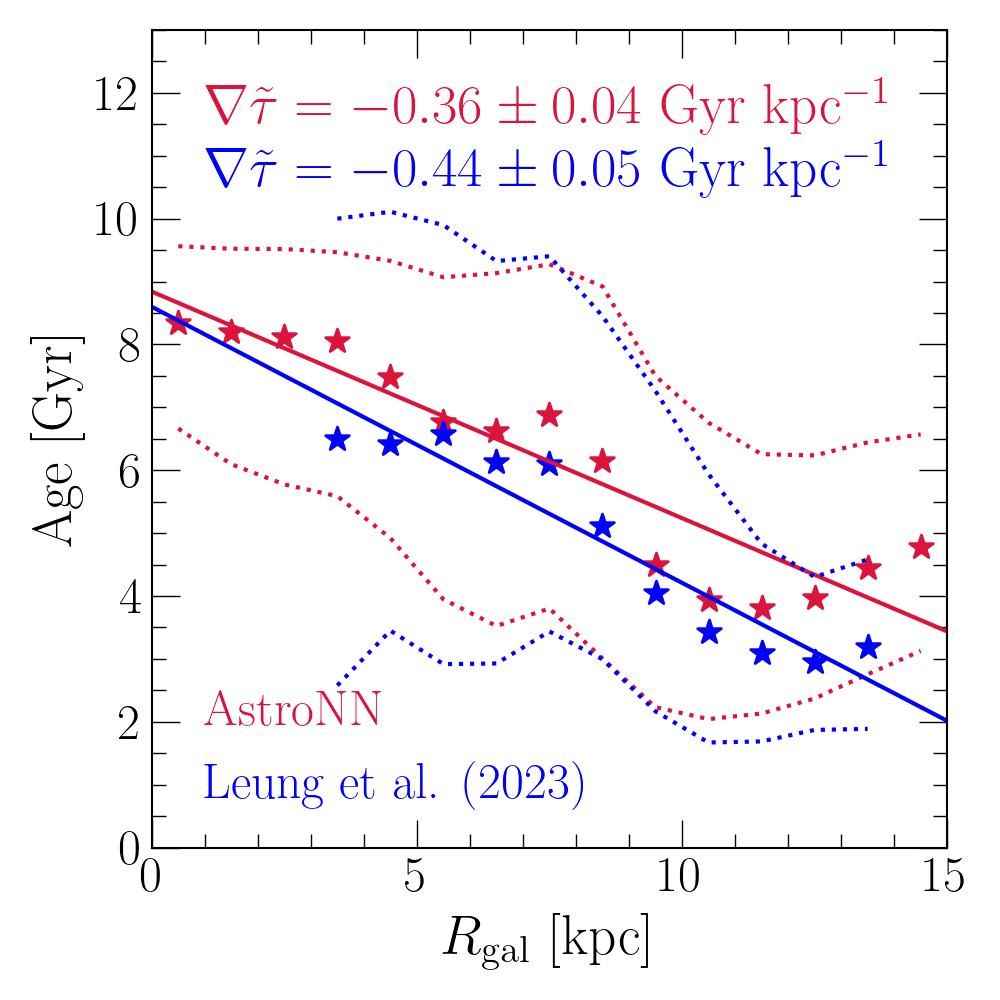 ∇τ̃ = −0.36 ± 0.04 Gyr kpc⁻¹
∇τ̃ = −0.44 ± 0.05 Gyr kpc⁻¹
12
10
8
6
4
2
0
Age [Gyr]
AstroNN
Leung et al. (2023)
0 5 10 15
R_gal [kpc]